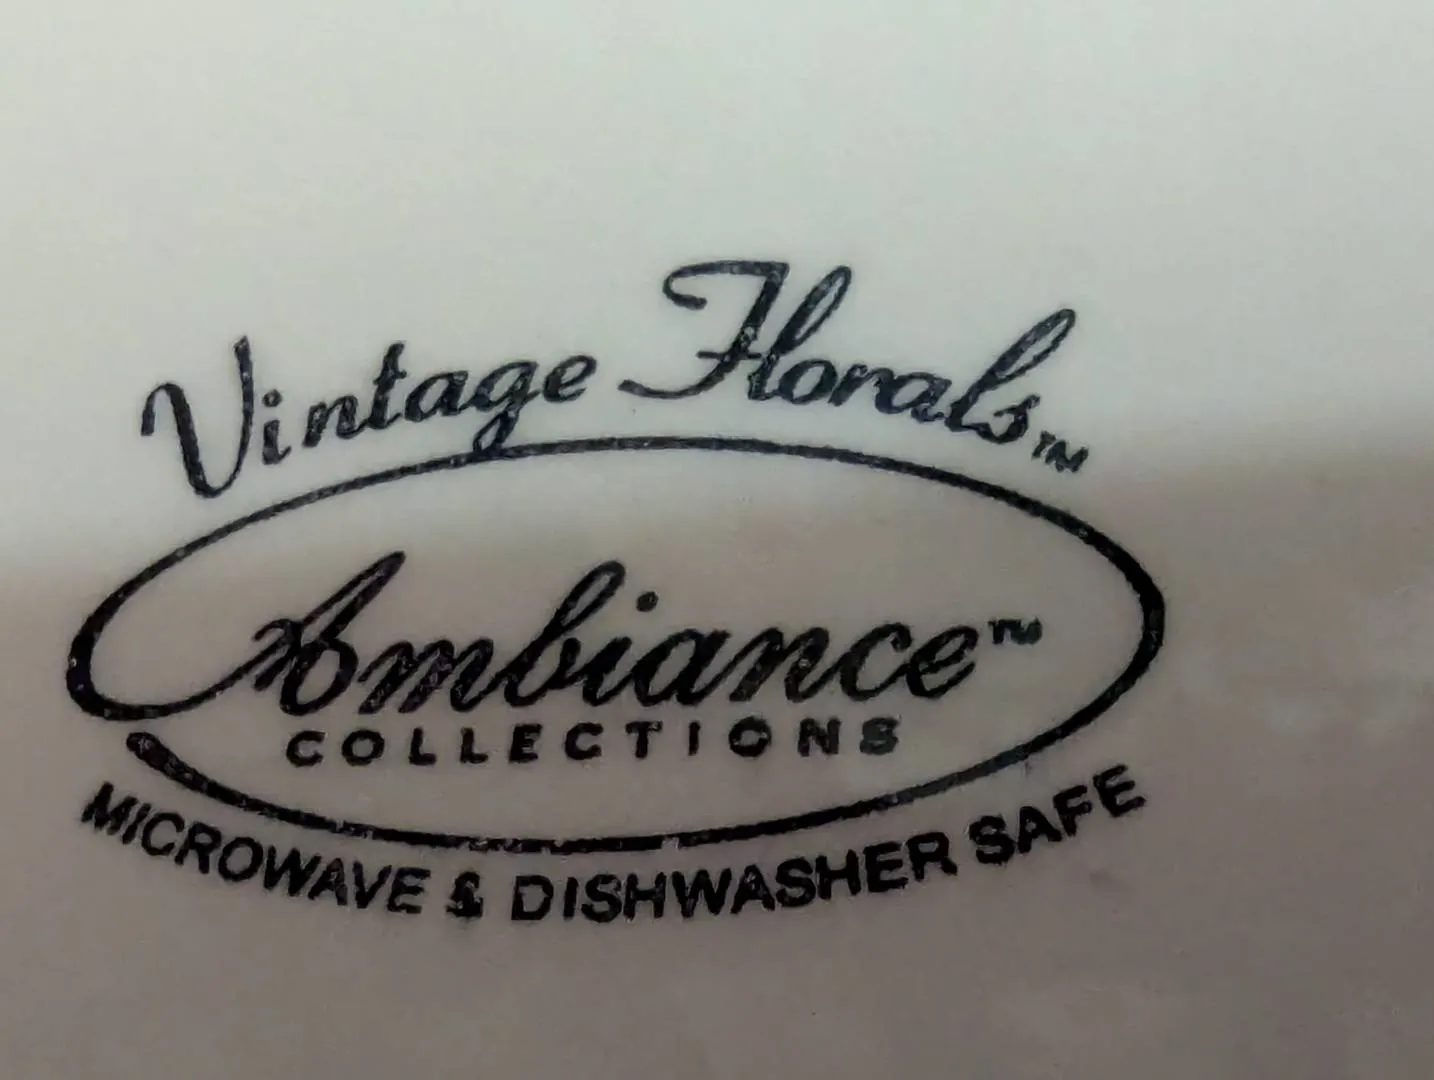 Vintage Florals™
Ambiance™
COLLECTIONS
MICROWAVE & DISHWASHER SAFE